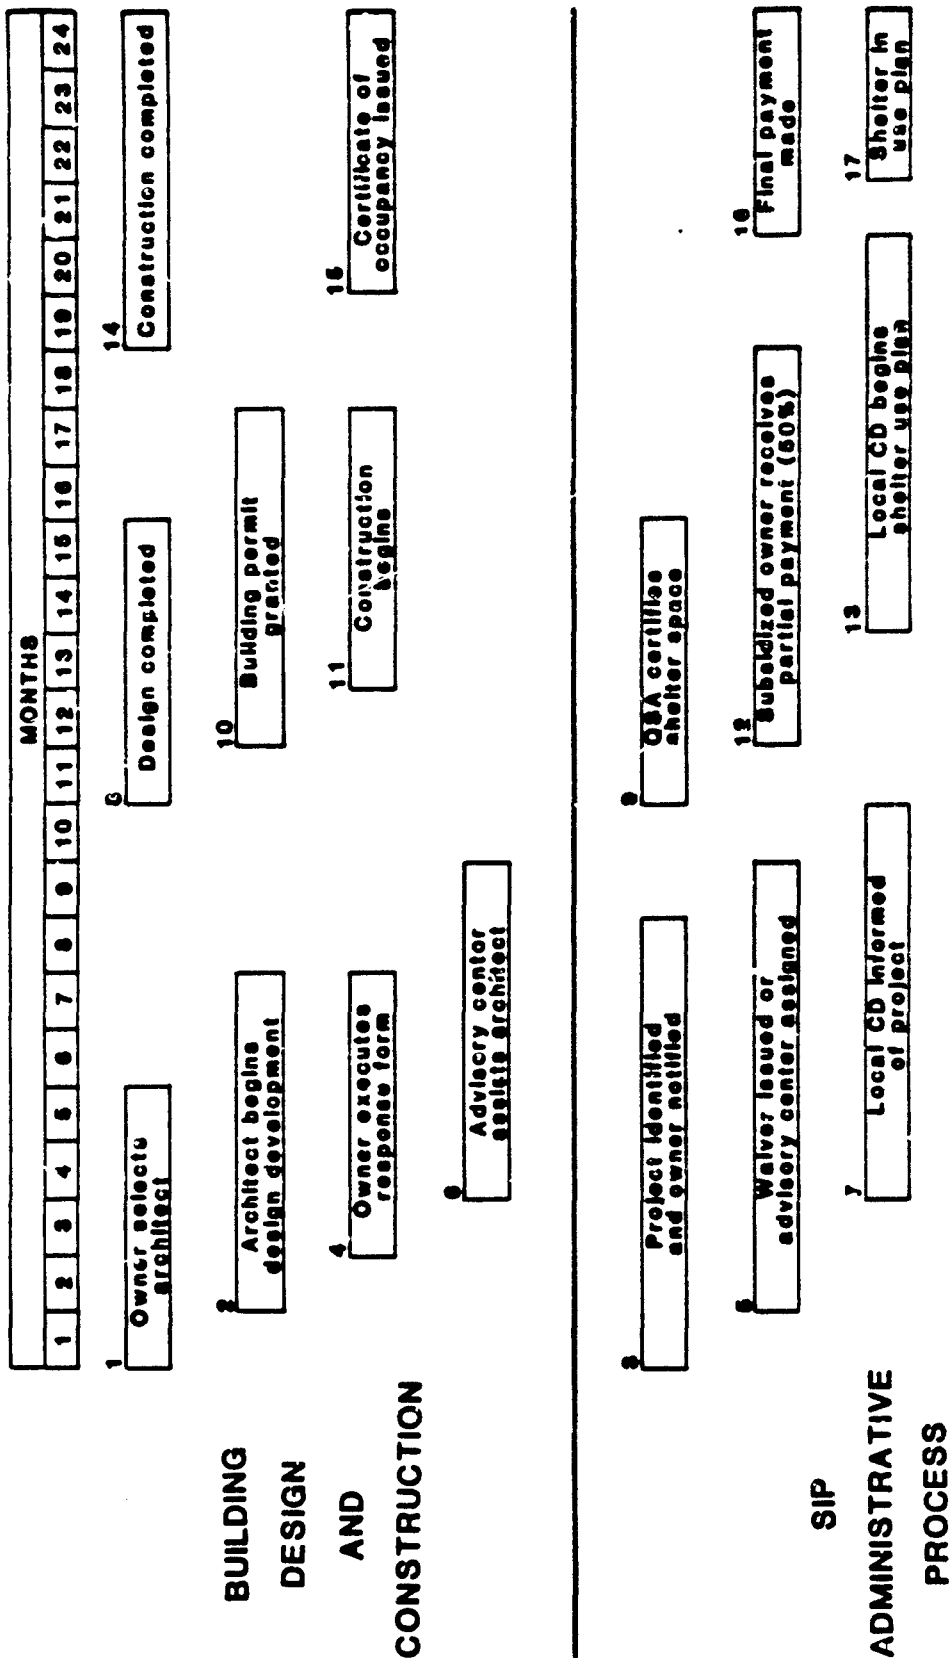 MONTHS
1 2 3 4 5 6 7 8 9 10 11 12 13 14 15 16 17 18 19 20 21 22 23 24
BUILDING
DESIGN
AND
CONSTRUCTION
1
Owner selects
architect
8
Design completed
14
Construction completed
2
Architect begins
design development
10
Building permit
granted
4
Owner executes
response form
11
Construction
begins
15
Certificate of
occupancy issued
6
Advisory center
assists architect
SIP
ADMINISTRATIVE
PROCESS
3
Project identified
and owner notified
9
QSA certifies
shelter space
5
Waiver issued or
advisory center assigned
12
Subsidized owner receives
partial payment (50%)
16
Final payment
made
7
Local CD informed
of project
13
Local CD begins
shelter use plan
17
Shelter in
use plan